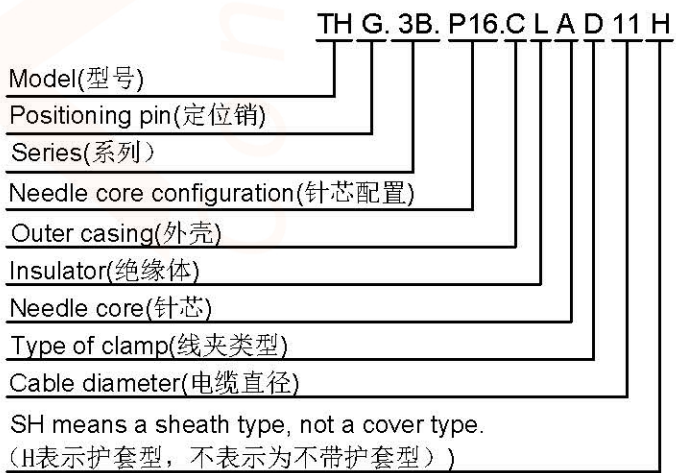 TH G. 3B. P16.C L A D 11 H
Model(型号)
Positioning pin(定位销)
Series(系列）
Needle core configuration(针芯配置)
Outer casing(外壳)
Insulator(绝缘体)
Needle core(针芯)
Type of clamp(线夹类型)
Cable diameter(电缆直径)
SH means a sheath type, not a cover type.
（H表示护套型，不表示为不带护套型）)